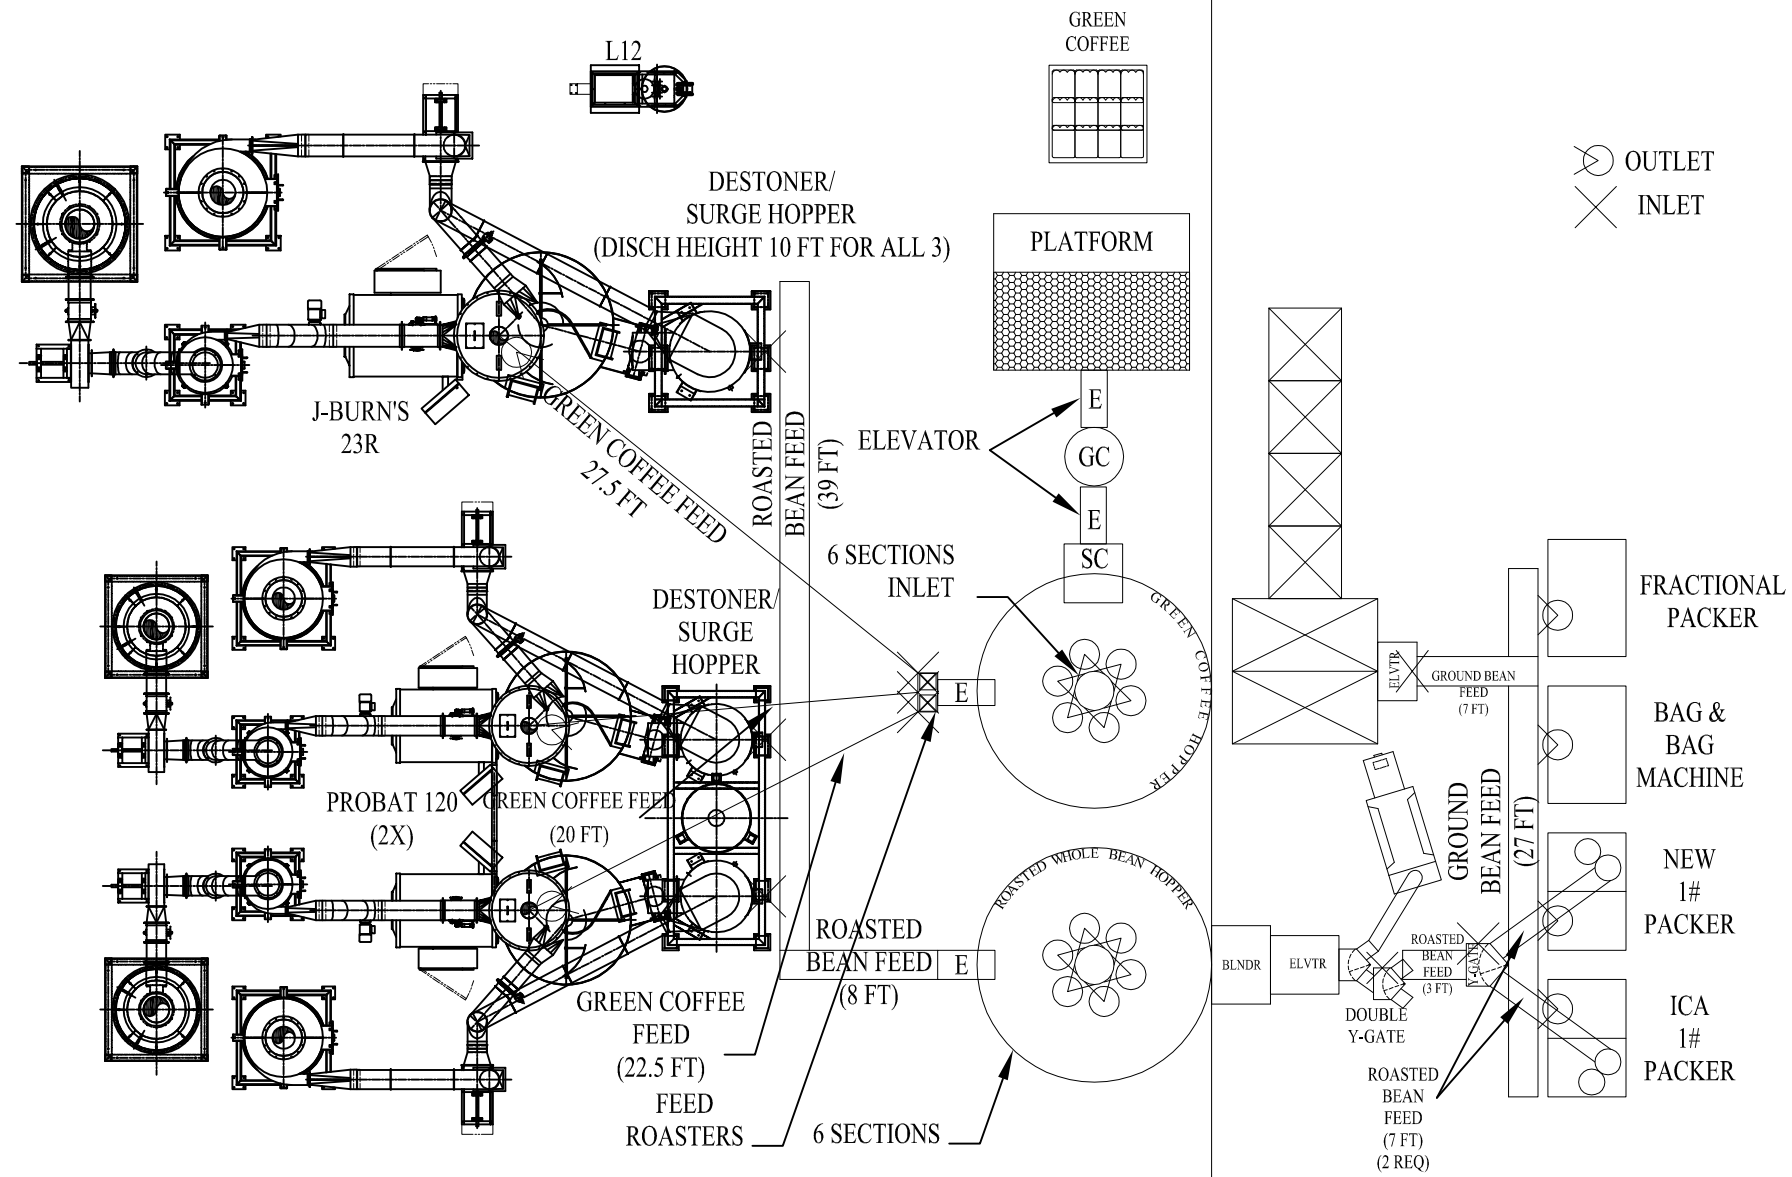 GREEN
COFFEE
L12
OUTLET
INLET
DESTONER/
SURGE HOPPER
(DISCH HEIGHT 10 FT FOR ALL 3)
PLATFORM
J-BURN'S
23R
GREEN COFFEE FEED
27.5 FT
ROASTED
BEAN FEED
(39 FT)
ELEVATOR
E
GC
E
SC
6 SECTIONS
INLET
GREEN COFFEE HOPPER
DESTONER/
SURGE
HOPPER
E
PROBAT 120
(2X)
GREEN COFFEE FEED
(20 FT)
ROASTED
BEAN FEED
(8 FT)
E
ROASTED WHOLE BEAN HOPPER
GREEN COFFEE
FEED
(22.5 FT)
FEED
ROASTERS
6 SECTIONS
ELVTR
GROUND BEAN
FEED
(7 FT)
GROUND
BEAN FEED
(27 FT)
FRACTIONAL
PACKER
BAG &
BAG
MACHINE
NEW
1#
PACKER
ICA
1#
PACKER
BLNDR
ELVTR
DOUBLE
Y-GATE
ROASTED
BEAN
FEED
(3 FT)
Y-GATE
ROASTED
BEAN
FEED
(7 FT)
(2 REQ)